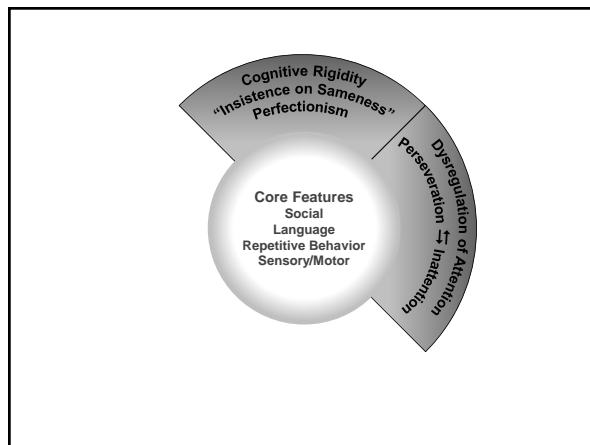 Cognitive Rigidity
“Insistence on Sameness”
Perfectionism
Dysregulation of Attention
Perseveration ⇅ Inattention
Core Features
Social
Language
Repetitive Behavior
Sensory/Motor